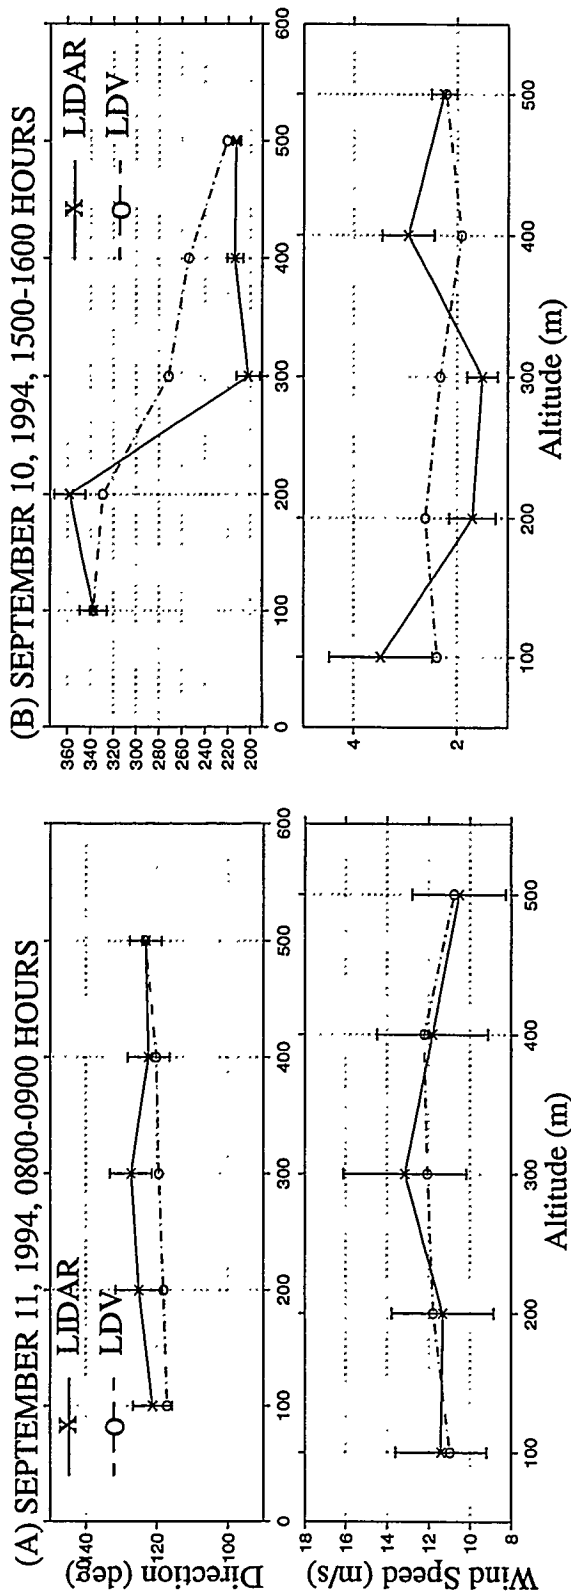 (A) SEPTEMBER 11, 1994, 0800-0900 HOURS
LIDAR
LDV
Direction (deg)
140
120
100
0 100 200 300 400 500 600
Wind Speed (m/s)
18
16
14
12
10
8
100 200 300 400 500
Altitude (m)
(B) SEPTEMBER 10, 1994, 1500-1600 HOURS
LIDAR
LDV
360
340
320
300
280
260
240
220
200
0 100 200 300 400 500 600
4
2
100 200 300 400 500
Altitude (m)